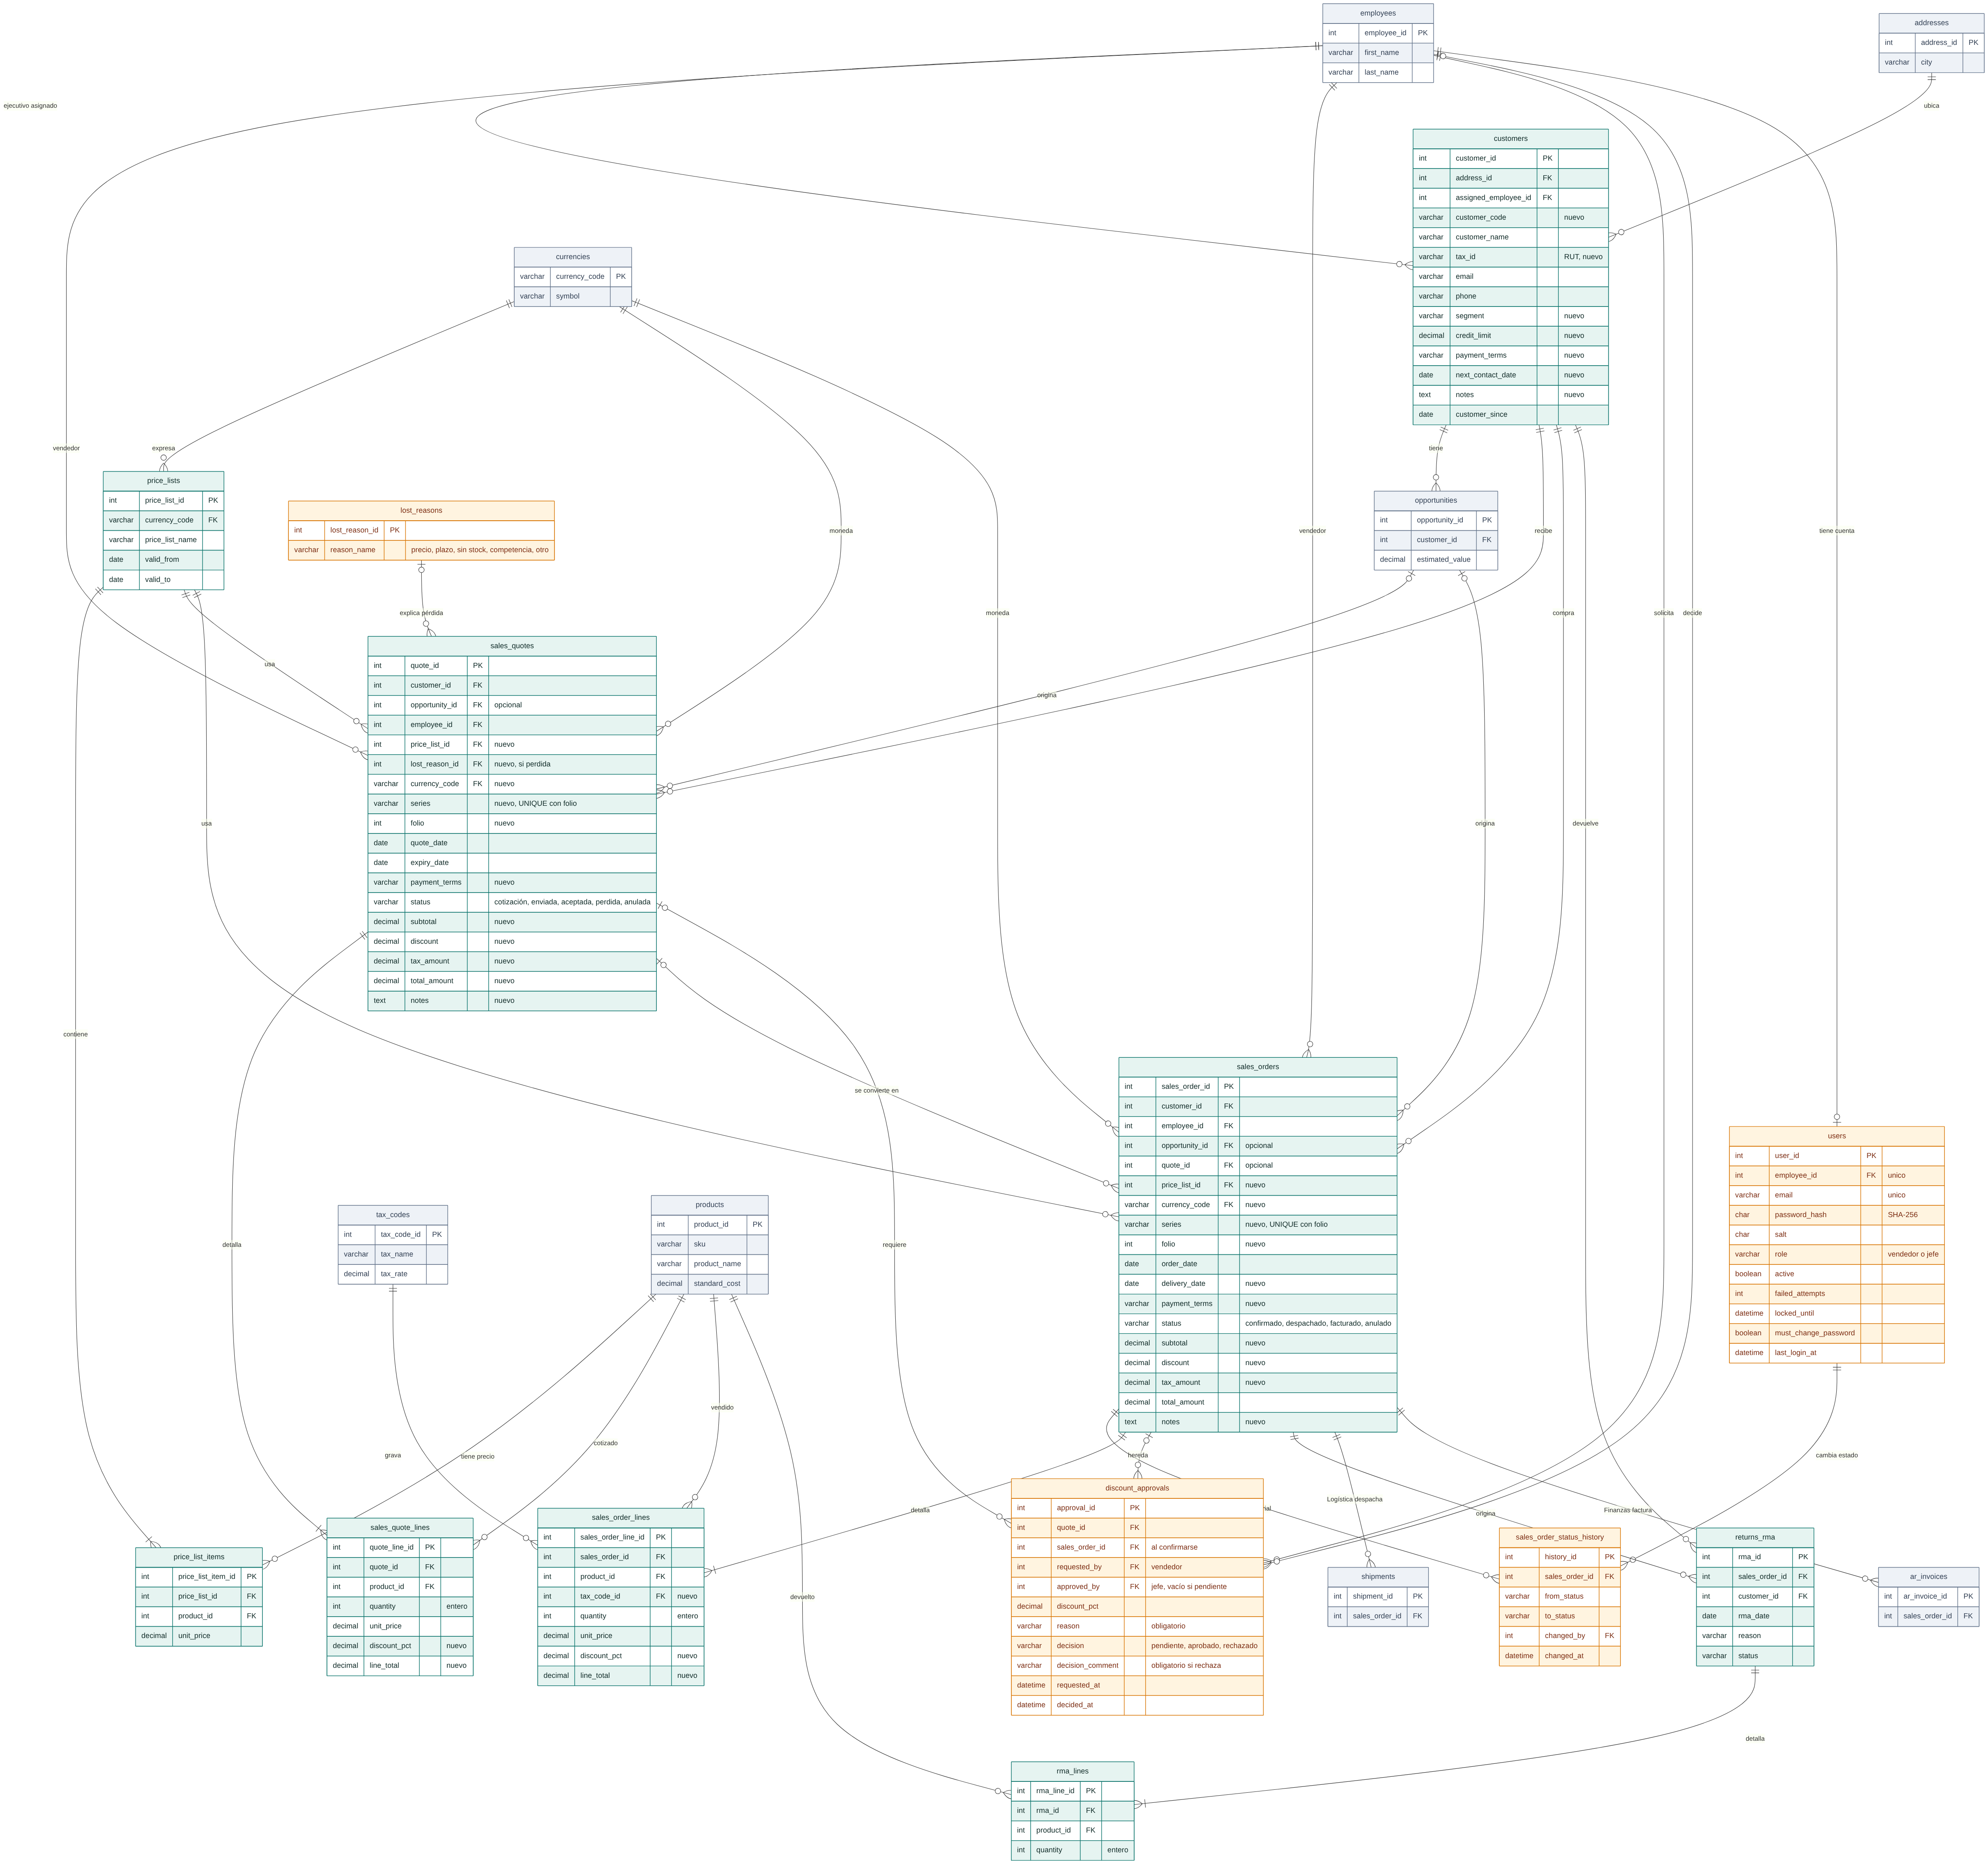 employees
int employee_id PK
varchar first_name
varchar last_name
addresses
int address_id PK
varchar city
ejecutivo asignado
ubica
customers
int customer_id PK
int address_id FK
int assigned_employee_id FK
varchar customer_code nuevo
varchar customer_name
varchar tax_id RUT, nuevo
varchar email
varchar phone
varchar segment nuevo
decimal credit_limit nuevo
varchar payment_terms nuevo
date next_contact_date nuevo
text notes nuevo
date customer_since
currencies
varchar currency_code PK
varchar symbol
vendedor
expresa
tiene
price_lists
int price_list_id PK
varchar currency_code FK
varchar price_list_name
date valid_from
date valid_to
lost_reasons
int lost_reason_id PK
varchar reason_name precio, plazo, sin stock, competencia, otro
moneda
vendedor
opportunities
int opportunity_id PK
int customer_id FK
decimal estimated_value
recibe
tiene cuenta
explica pérdida
moneda
compra
solicita
decide
usa
origina
sales_quotes
int quote_id PK
int customer_id FK
int opportunity_id FK opcional
int employee_id FK
int price_list_id FK nuevo
int lost_reason_id FK nuevo, si perdida
varchar currency_code FK nuevo
varchar series nuevo, UNIQUE con folio
int folio nuevo
date quote_date
date expiry_date
varchar payment_terms nuevo
varchar status cotización, enviada, aceptada, perdida, anulada
decimal subtotal nuevo
decimal discount nuevo
decimal tax_amount nuevo
decimal total_amount nuevo
text notes nuevo
usa
origina
devuelve
contiene
se convierte en
sales_orders
int sales_order_id PK
int customer_id FK
int employee_id FK
int opportunity_id FK opcional
int quote_id FK opcional
int price_list_id FK nuevo
varchar currency_code FK nuevo
varchar series nuevo, UNIQUE con folio
int folio nuevo
date order_date
date delivery_date nuevo
varchar payment_terms nuevo
varchar status confirmado, despachado, facturado, anulado
decimal subtotal nuevo
decimal discount nuevo
decimal tax_amount nuevo
decimal total_amount
text notes nuevo
users
int user_id PK
int employee_id FK unico
varchar email unico
char password_hash SHA-256
char salt
varchar role vendedor o jefe
boolean active
int failed_attempts
datetime locked_until
boolean must_change_password
datetime last_login_at
tax_codes
int tax_code_id PK
varchar tax_name
decimal tax_rate
products
int product_id PK
varchar sku
varchar product_name
decimal standard_cost
detalla
requiere
vendido
cotizado
grava
tiene precio
hereda
cambia estado
detalla
Logística despacha
origina
Finanzas factura
price_list_items
int price_list_item_id PK
int price_list_id FK
int product_id FK
decimal unit_price
sales_quote_lines
int quote_line_id PK
int quote_id FK
int product_id FK
int quantity entero
decimal unit_price
decimal discount_pct nuevo
decimal line_total nuevo
sales_order_lines
int sales_order_line_id PK
int sales_order_id FK
int product_id FK
int tax_code_id FK nuevo
int quantity entero
decimal unit_price
decimal discount_pct nuevo
decimal line_total nuevo
devuelto
discount_approvals
int approval_id PK
int quote_id FK
int sales_order_id FK al confirmarse
int requested_by FK vendedor
int approved_by FK jefe, vacío si pendiente
decimal discount_pct
varchar reason obligatorio
varchar decision pendiente, aprobado, rechazado
varchar decision_comment obligatorio si rechaza
datetime requested_at
datetime decided_at
shipments
int shipment_id PK
int sales_order_id FK
sales_order_status_history
int history_id PK
int sales_order_id FK
varchar from_status
varchar to_status
int changed_by FK
datetime changed_at
returns_rma
int rma_id PK
int sales_order_id FK
int customer_id FK
date rma_date
varchar reason
varchar status
ar_invoices
int ar_invoice_id PK
int sales_order_id FK
detalla
rma_lines
int rma_line_id PK
int rma_id FK
int product_id FK
int quantity entero